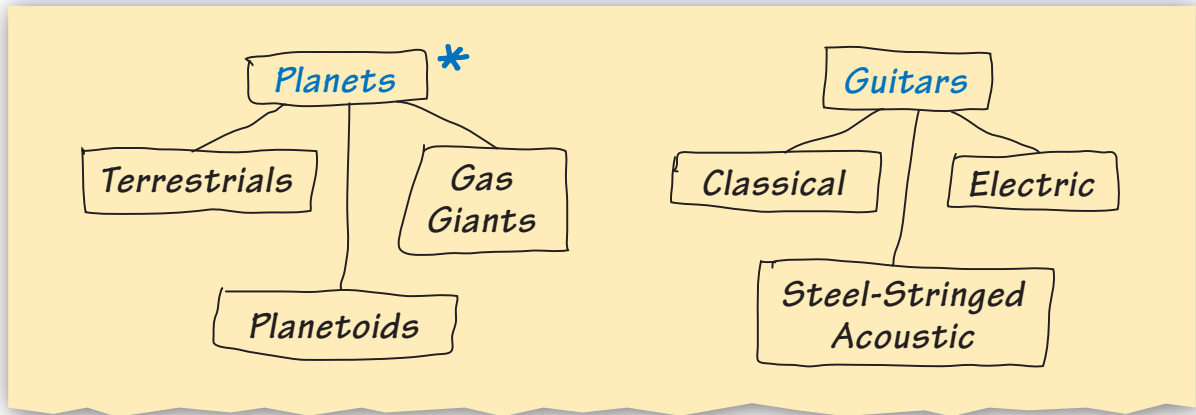 Planets *
Terrestrials
Gas
Giants
Planetoids
Guitars
Classical
Electric
Steel-Stringed
Acoustic